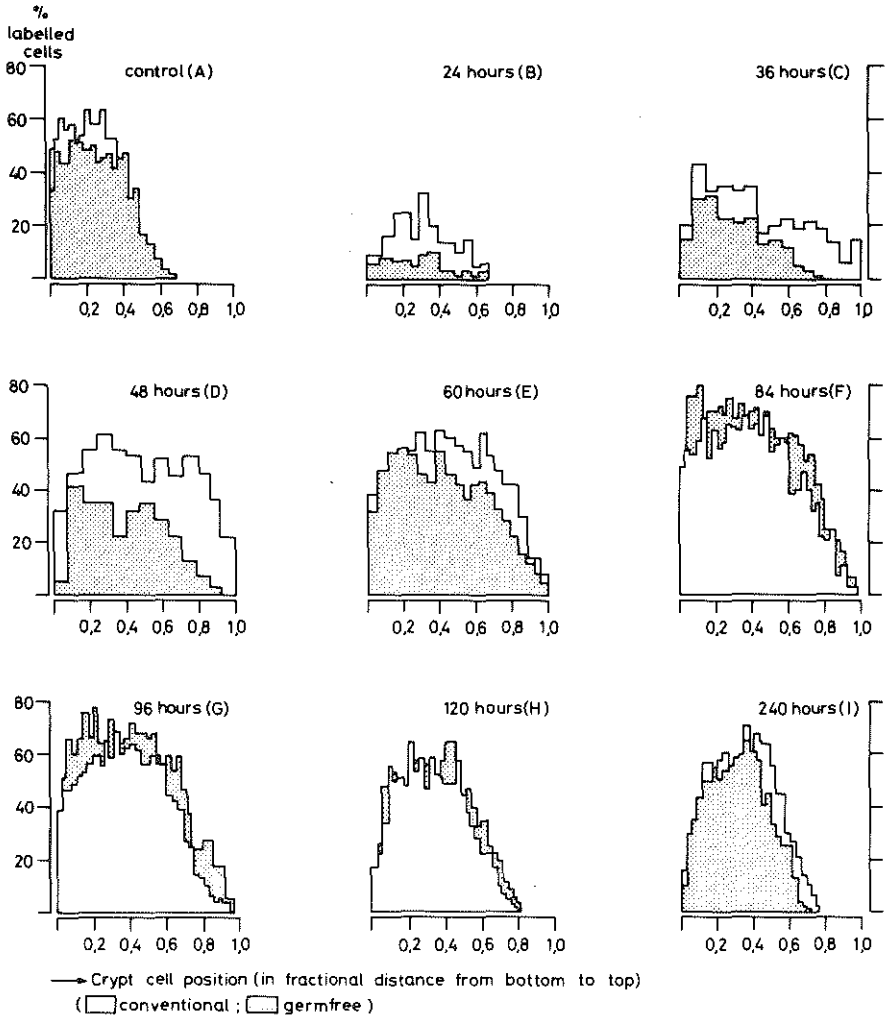 %
labelled
cells
control (A)
24 hours (B)
36 hours (C)
80
60
40
20
0,2 0,4 0,6 0,8 1,0
0,2 0,4 0,6 0,8 1,0
0,2 0,4 0,6 0,8 1,0
48 hours (D)
60 hours (E)
84 hours (F)
80
60
40
20
0,2 0,4 0,6 0,8 1,0
0,2 0,4 0,6 0,8 1,0
0,2 0,4 0,6 0,8 1,0
96 hours (G)
120 hours (H)
240 hours (I)
80
60
40
20
0,2 0,4 0,6 0,8 1,0
0,2 0,4 0,6 0,8 1,0
0,2 0,4 0,6 0,8 1,0
Crypt cell position (in fractional distance from bottom to top)
( conventional ; germfree )